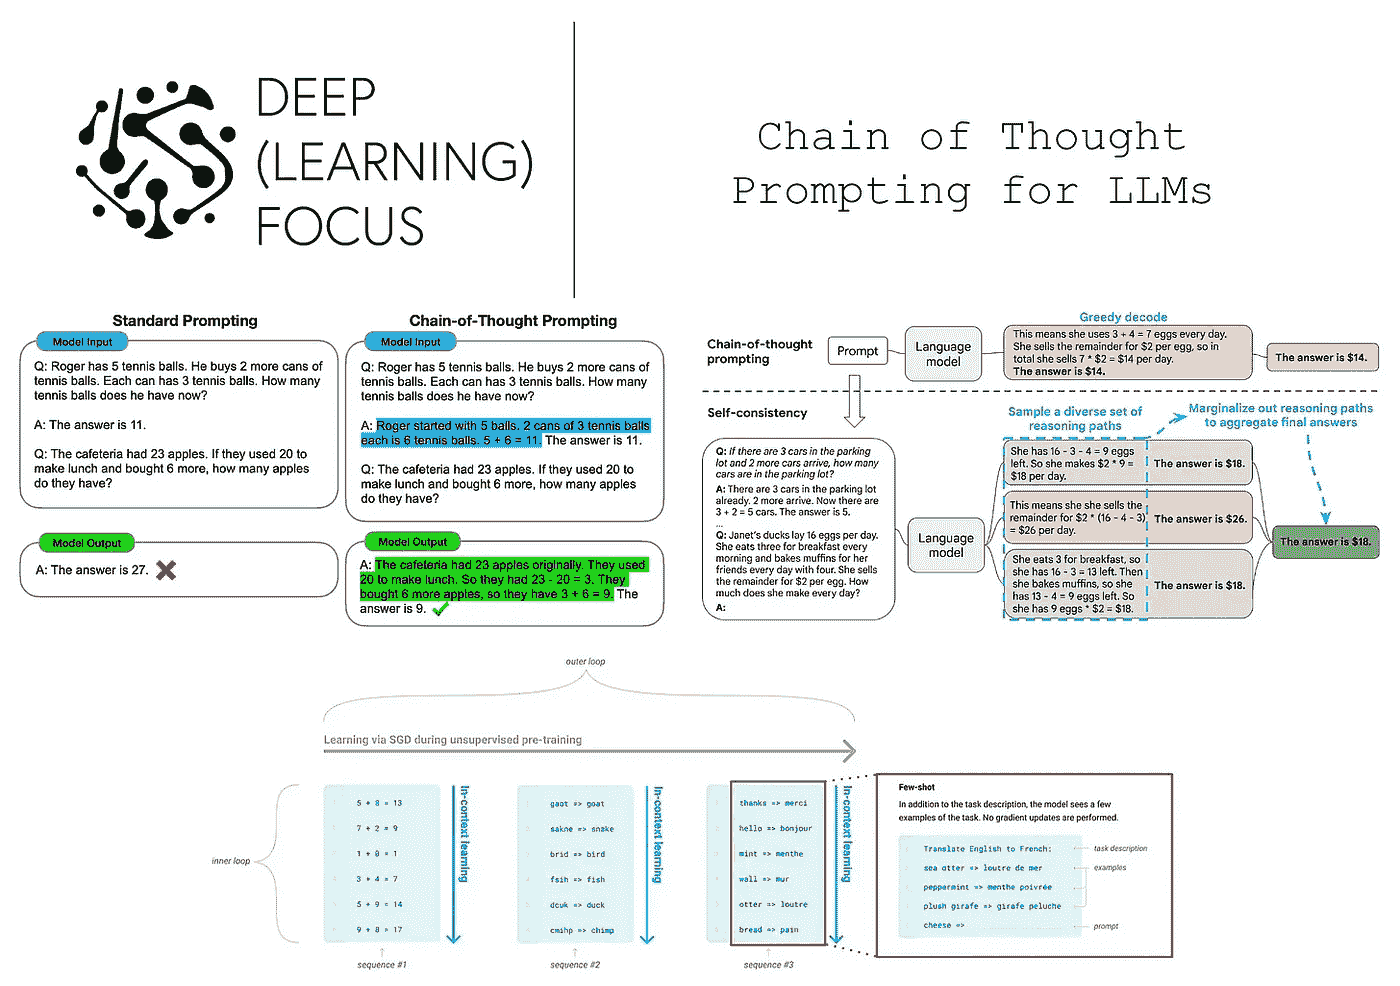 DEEP
(LEARNING)
FOCUS
Chain of Thought
Prompting for LLMs
Standard Prompting
Model Input
Q: Roger has 5 tennis balls. He buys 2 more cans of
tennis balls. Each can has 3 tennis balls. How many
tennis balls does he have now?
A: The answer is 11.
Q: The cafeteria had 23 apples. If they used 20 to
make lunch and bought 6 more, how many apples
do they have?
Model Output
A: The answer is 27.
Chain-of-Thought Prompting
Model Input
Q: Roger has 5 tennis balls. He buys 2 more cans of
tennis balls. Each can has 3 tennis balls. How many
tennis balls does he have now?
A: Roger started with 5 balls. 2 cans of 3 tennis balls
each is 6 tennis balls. 5 + 6 = 11. The answer is 11.
Q: The cafeteria had 23 apples. If they used 20 to
make lunch and bought 6 more, how many apples
do they have?
Model Output
A: The cafeteria had 23 apples originally. They used
20 to make lunch. So they had 23 - 20 = 3. They
bought 6 more apples, so they have 3 + 6 = 9. The
answer is 9.
Chain-of-thought
prompting
Prompt
Language
model
Greedy decode
This means she uses 3 + 4 = 7 eggs every day.
She sells the remainder for $2 per egg, so in
total she sells 7 * $2 = $14 per day.
The answer is $14.
The answer is $14.
Self-consistency
Q: If there are 3 cars in the parking
lot and 2 more cars arrive, how many
cars are in the parking lot?
A: There are 3 cars in the parking lot
already. 2 more arrive. Now there are
3 + 2 = 5 cars. The answer is 5.
...
Q: Janet's ducks lay 16 eggs per day.
She eats three for breakfast every
morning and bakes muffins for her
friends every day with four. She sells
the remainder for $2 per egg. How
much does she make every day?
A:
Language
model
Sample a diverse set of
reasoning paths
She has 16 - 3 - 4 = 9 eggs
left. So she makes $2 * 9 =
$18 per day.
The answer is $18.
This means she she sells the
remainder for $2 * (16 - 4 - 3)
= $26 per day.
The answer is $26.
She eats 3 for breakfast, so
she has 16 - 3 = 13 left. Then
she bakes muffins, so she
has 13 - 4 = 9 eggs left. So
she has 9 eggs * $2 = $18.
The answer is $18.
Marginalize out reasoning paths
to aggregate final answers
The answer is $18.
outer loop
Learning via SGD during unsupervised pre-training
inner loop
5 + 8 = 13
7 + 2 = 9
1 + 0 = 1
3 + 4 = 7
5 + 9 = 14
9 + 8 = 17
In-context learning
sequence #1
gaot => goat
sakne => snake
brid => bird
fsih => fish
dcuk => duck
cmihp => chimp
In-context learning
sequence #2
thanks => merci
hello => bonjour
mint => menthe
wall => mur
otter => loutre
bread => pain
In-context learning
sequence #3
Few-shot
In addition to the task description, the model sees a few
examples of the task. No gradient updates are performed.
Translate English to French:
task description
sea otter => loutre de mer
examples
peppermint => menthe poivrée
plush girafe => girafe peluche
cheese =>
prompt